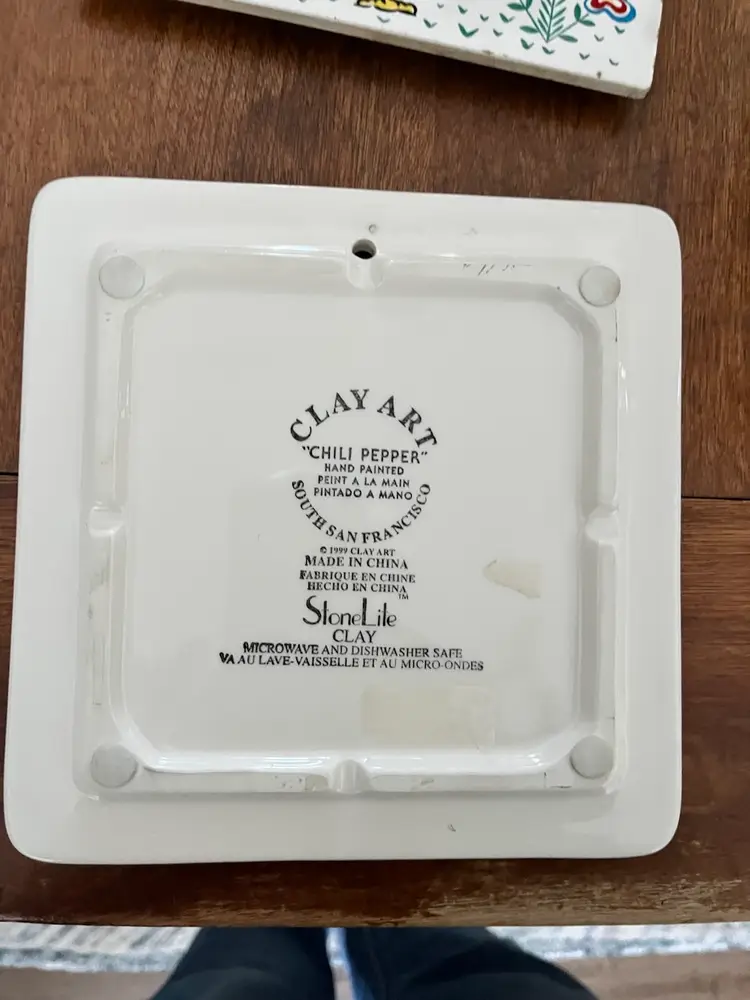 CLAY ART
"CHILI PEPPER"
HAND PAINTED
PEINT A LA MAIN
PINTADO A MANO
SOUTH SAN FRANCISCO
© 1999 CLAY ART
MADE IN CHINA
FABRIQUE EN CHINE
HECHO EN CHINA
StoneLite™
CLAY
MICROWAVE AND DISHWASHER SAFE
VA AU LAVE-VAISSELLE ET AU MICRO-ONDES